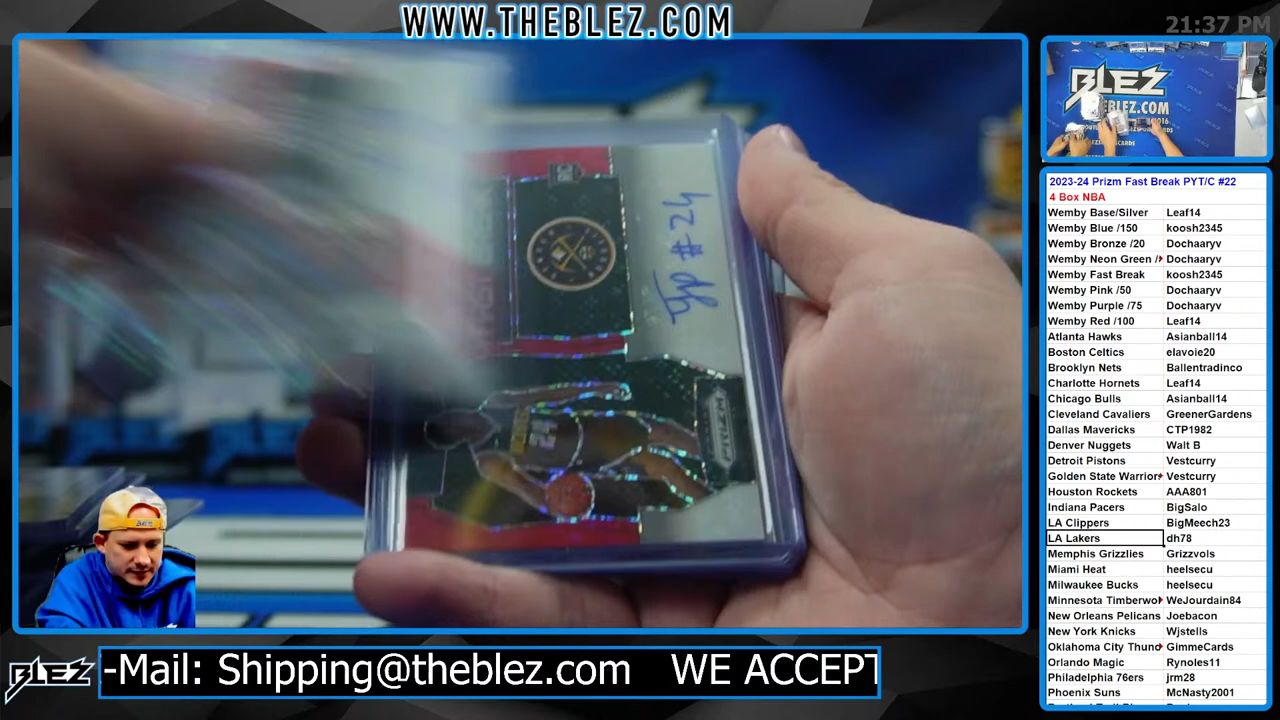 WWW.THEBLEZ.COM
21:37 PM
BLEZ
2023-24 Prizm Fast Break PYT/C #22
4 Box NBA
Wemby Base/Silver Leaf14
Wemby Blue /150 koosh2345
Wemby Bronze /20 Dochaaryv
Wemby Neon Green / Dochaaryv
Wemby Fast Break koosh2345
Wemby Pink /50 Dochaaryv
Wemby Purple /75 Dochaaryv
Wemby Red /100 Leaf14
Atlanta Hawks Asianball14
Boston Celtics elavoie20
Brooklyn Nets Ballentradinco
Charlotte Hornets Leaf14
Chicago Bulls Asianball14
Cleveland Cavaliers GreenerGardens
Dallas Mavericks CTP1982
Denver Nuggets Walt B
Detroit Pistons Vestcurry
Golden State Warrior Vestcurry
Houston Rockets AAA801
Indiana Pacers BigSalo
LA Clippers BigMeech23
LA Lakers dh78
Memphis Grizzlies Grizzvols
Miami Heat heelsecu
Milwaukee Bucks heelsecu
Minnesota Timberwo WeJourdain84
New Orleans Pelicans Joebacon
New York Knicks Wjstells
Oklahoma City Thund GimmeCards
Orlando Magic Rynoles11
Philadelphia 76ers jrm28
Phoenix Suns McNasty2001
#24
24
PRIZM
BLEZ
-Mail: Shipping@theblez.com WE ACCEPT